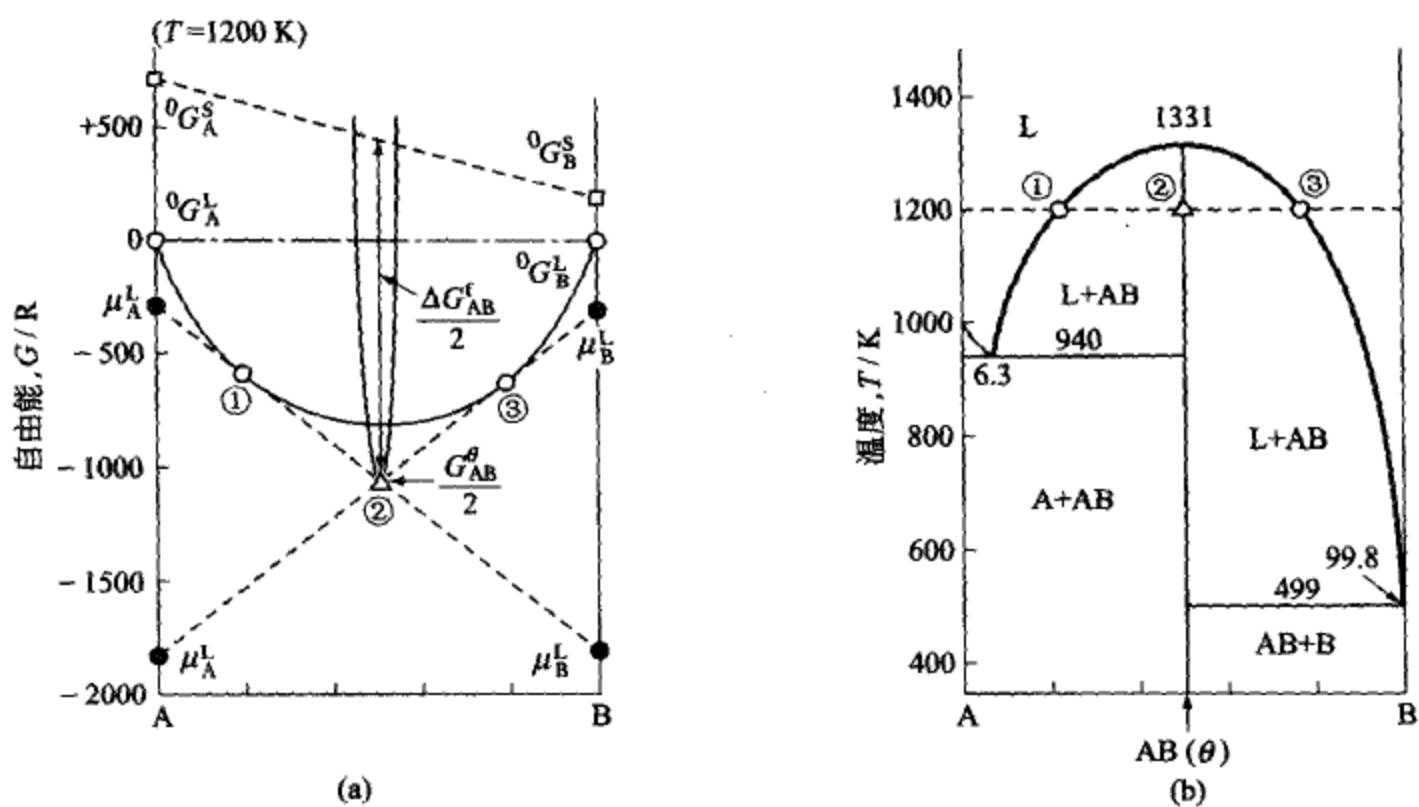 (T=1200 K)
自由能,G/R
+500
0
−500
−1000
−1500
−2000
⁰G_A^S
⁰G_B^S
⁰G_A^L
⁰G_B^L
μ_A^L
μ_B^L
ΔG_AB^f
2
①
③
G_AB^θ
2
②
μ_A^L
μ_B^L
A
B
(a)
温度,T/K
1400
1200
1000
800
600
400
L
1331
①
②
③
L+AB
940
6.3
L+AB
A+AB
99.8
499
AB+B
A
B
AB(θ)
(b)